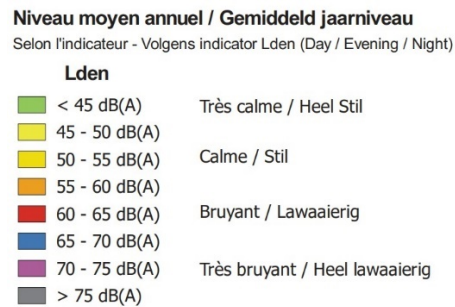 Niveau moyen annuel / Gemiddeld jaarniveau
Selon l'indicateur - Volgens indicator Lden (Day / Evening / Night)
Lden
< 45 dB(A) Très calme / Heel Stil
45 - 50 dB(A)
50 - 55 dB(A) Calme / Stil
55 - 60 dB(A)
60 - 65 dB(A) Bruyant / Lawaaierig
65 - 70 dB(A)
70 - 75 dB(A) Très bruyant / Heel lawaaierig
> 75 dB(A)